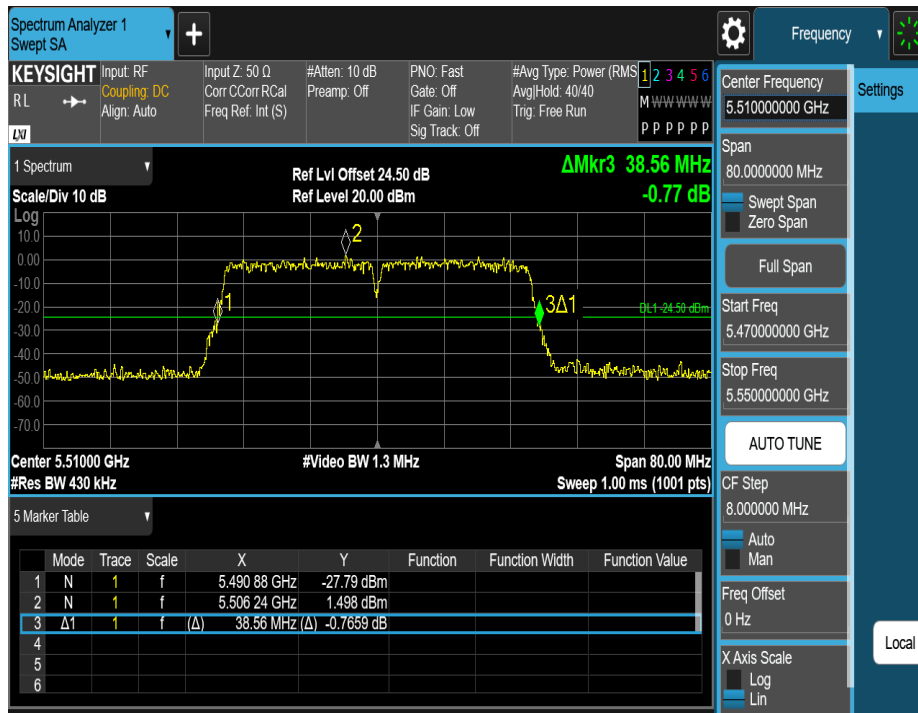 Spectrum Analyzer 1
Swept SA
+
Frequency
KEYSIGHT
RL
LXI
Input: RF
Coupling: DC
Align: Auto
Input Z: 50 Ω
Corr CCorr RCal
Freq Ref: Int (S)
#Atten: 10 dB
Preamp: Off
PNO: Fast
Gate: Off
IF Gain: Low
Sig Track: Off
#Avg Type: Power (RMS
Avg|Hold: 40/40
Trig: Free Run
1 2 3 4 5 6
M W W W W W
P P P P P P
1 Spectrum
Scale/Div 10 dB
Ref Lvl Offset 24.50 dB
Ref Level 20.00 dBm
ΔMkr3 38.56 MHz
-0.77 dB
Log
10.0
0.00
-10.0
-20.0
-30.0
-40.0
-50.0
-60.0
-70.0
2
1
3Δ1
DL1 -24.50 dBm
Center 5.51000 GHz
#Video BW 1.3 MHz
Span 80.00 MHz
#Res BW 430 kHz
Sweep 1.00 ms (1001 pts)
5 Marker Table
Mode Trace Scale X Y Function Function Width Function Value
1 N 1 f 5.490 88 GHz -27.79 dBm
2 N 1 f 5.506 24 GHz 1.498 dBm
3 Δ1 1 f (Δ) 38.56 MHz (Δ) -0.7659 dB
4
5
6
Center Frequency
5.510000000 GHz
Settings
Span
80.0000000 MHz
Swept Span
Zero Span
Full Span
Start Freq
5.470000000 GHz
Stop Freq
5.550000000 GHz
AUTO TUNE
CF Step
8.000000 MHz
Auto
Man
Freq Offset
0 Hz
Local
X Axis Scale
Log
Lin